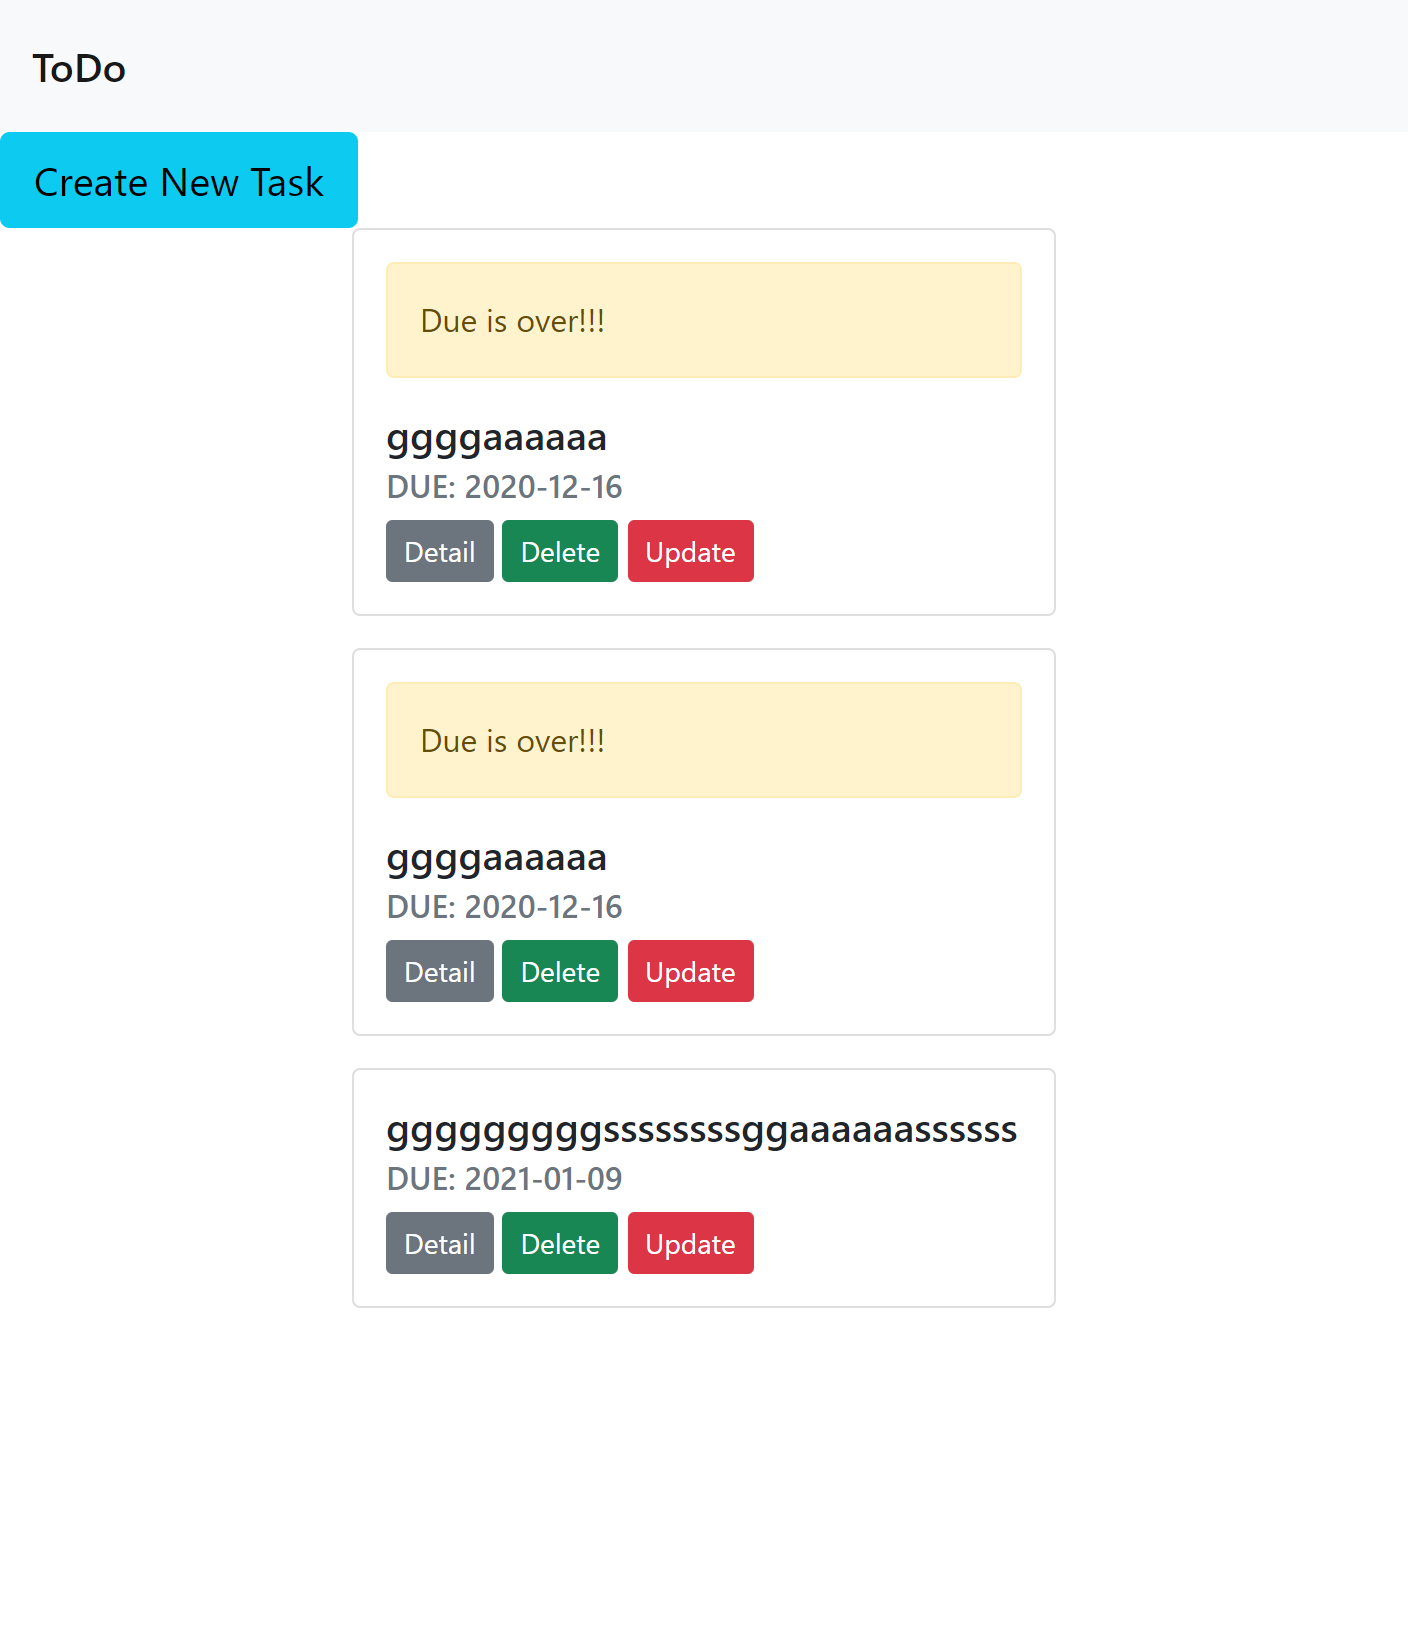 ToDo
Create New Task
Due is over!!!
ggggaaaaaa
DUE: 2020-12-16
Detail Delete Update
Due is over!!!
ggggaaaaaa
DUE: 2020-12-16
Detail Delete Update
gggggggggssssssssggaaaaaassssss
DUE: 2021-01-09
Detail Delete Update